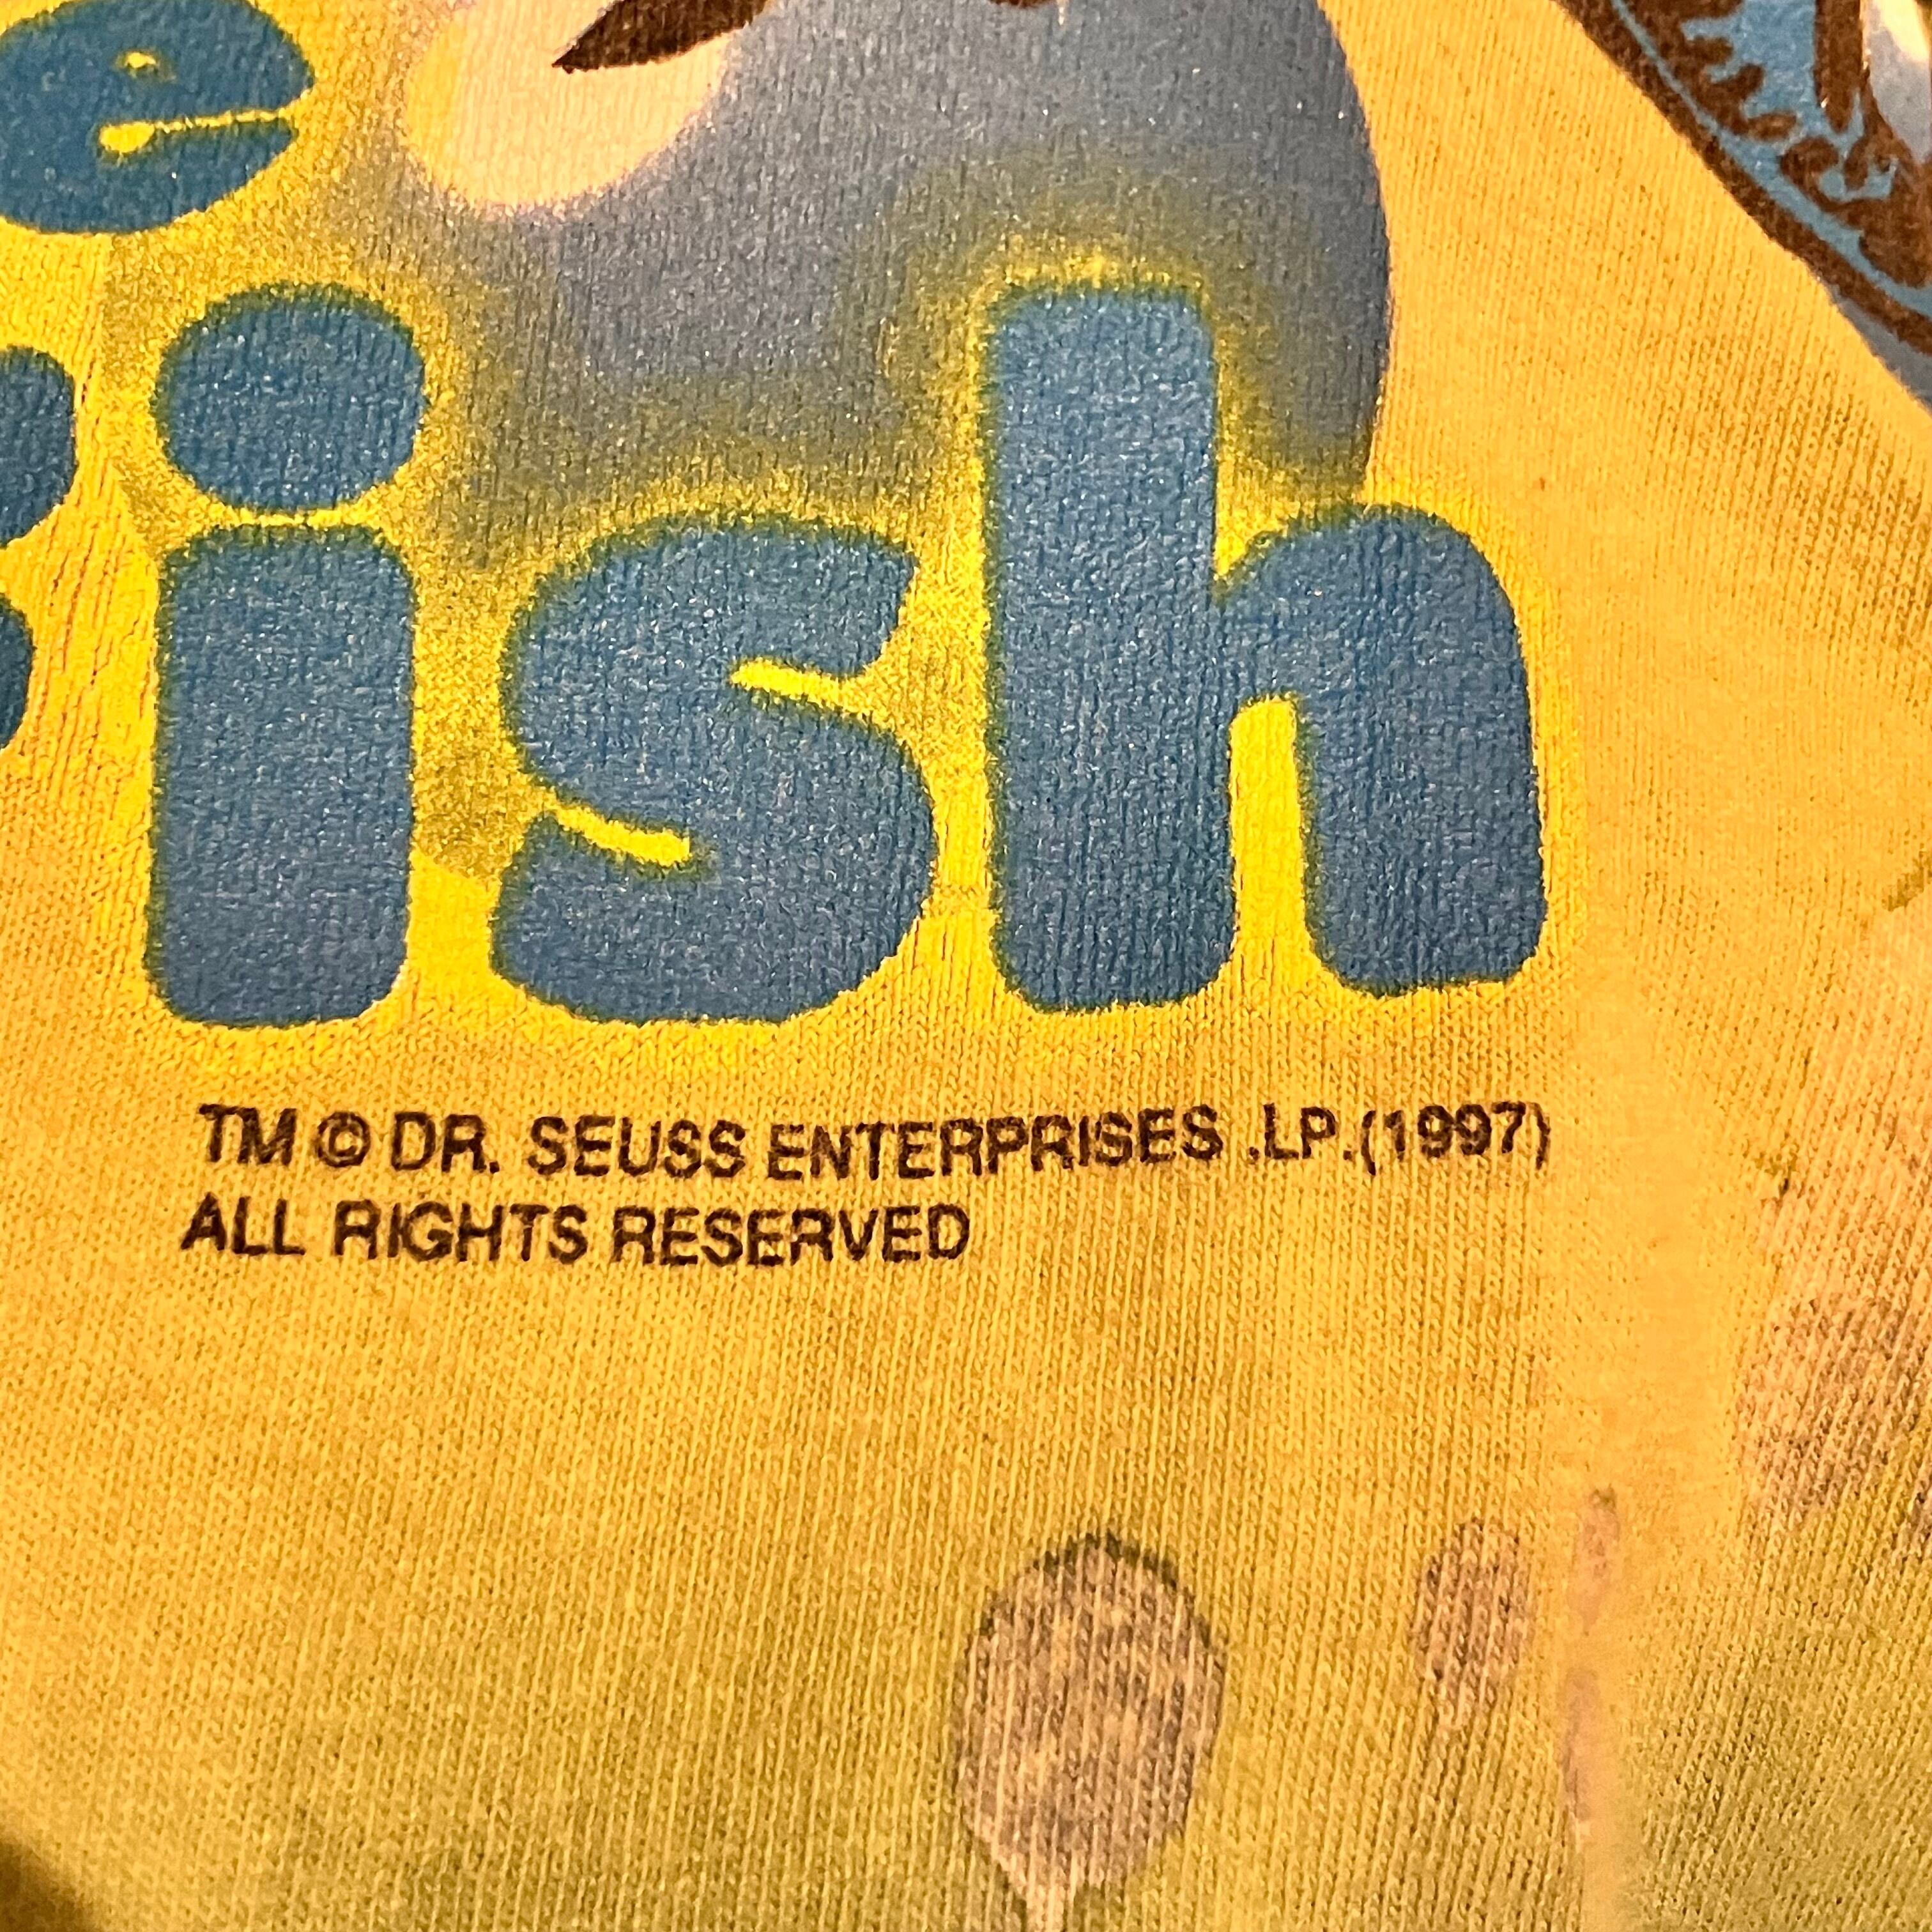 e
ish
TM © DR. SEUSS ENTERPRISES .LP.(1997)
ALL RIGHTS RESERVED